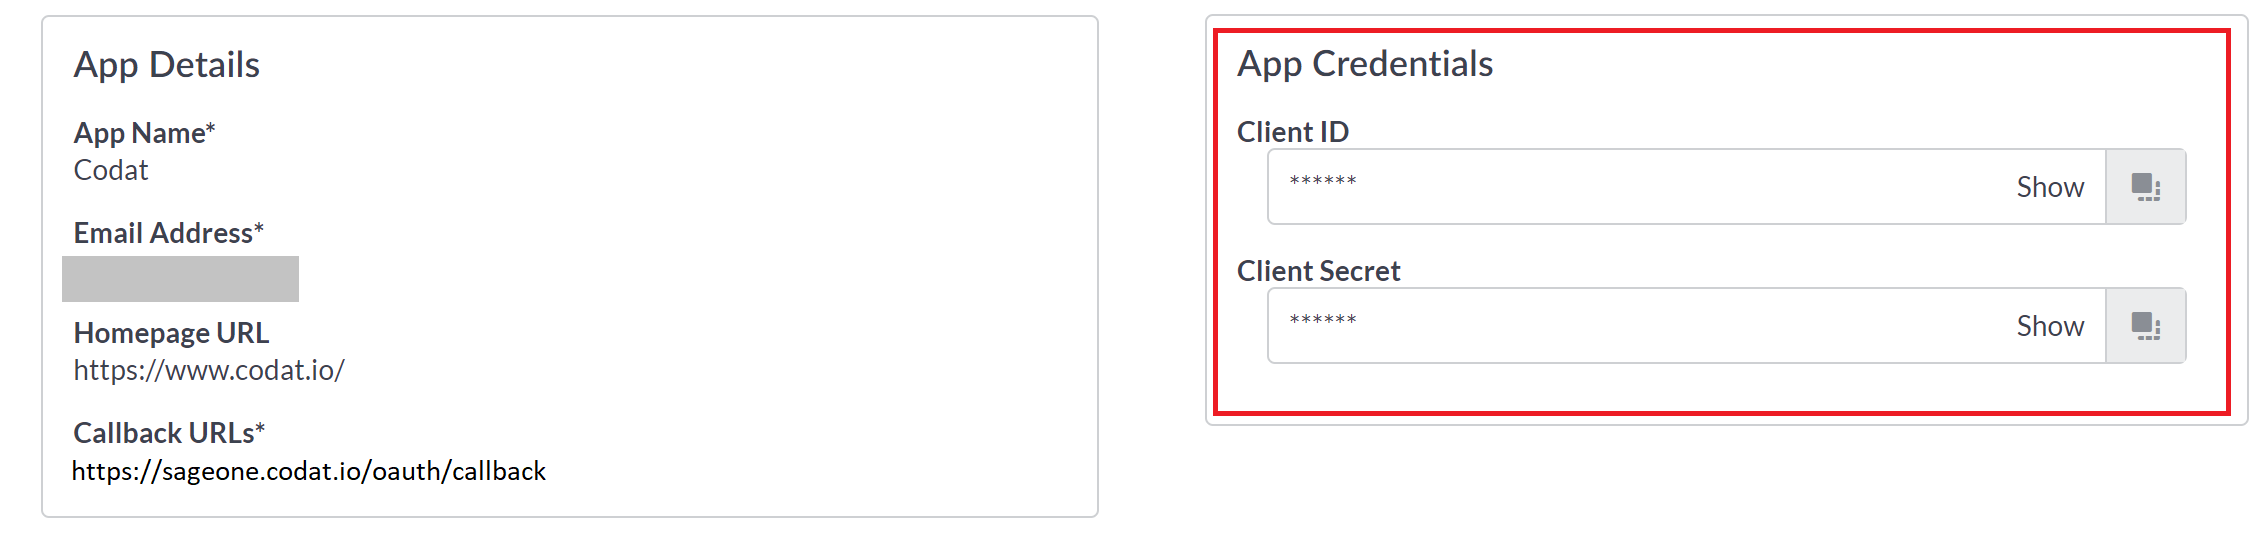 App Details
App Name*
Codat
Email Address*
Homepage URL
https://www.codat.io/
Callback URLs*
https://sageone.codat.io/oauth/callback
App Credentials
Client ID
****** Show
Client Secret
****** Show